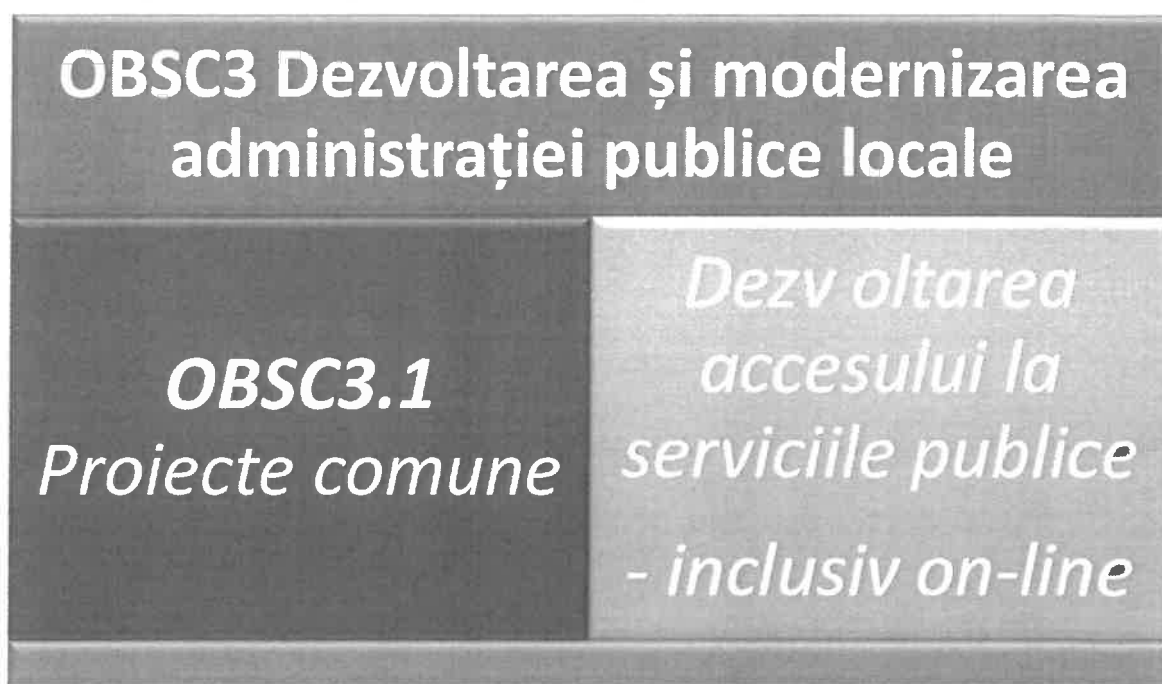 OBSC3 Dezvoltarea și modernizarea
administrației publice locale
OBSC3.1
Proiecte comune
Dezv oltarea
accesului la
serviciile publice
- inclusiv on-line